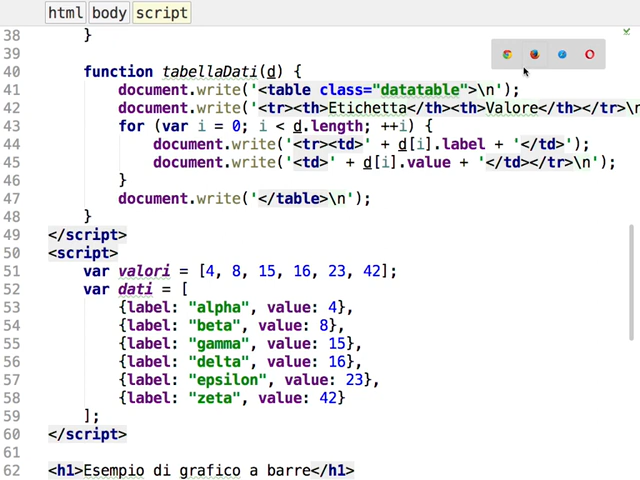 html body script
38 }
39
40 function tabellaDati(d) {
41 document.write('<table class="datatable">\n');
42 document.write('<tr><th>Etichetta</th><th>Valore</th></tr>\n
43 for (var i = 0; i < d.length; ++i) {
44 document.write('<tr><td>' + d[i].label + '</td>');
45 document.write('<td>' + d[i].value + '</td></tr>\n');
46 }
47 document.write('</table>\n');
48 }
49 </script>
50 <script>
51 var valori = [4, 8, 15, 16, 23, 42];
52 var dati = [
53 {label: "alpha", value: 4},
54 {label: "beta", value: 8},
55 {label: "gamma", value: 15},
56 {label: "delta", value: 16},
57 {label: "epsilon", value: 23},
58 {label: "zeta", value: 42}
59 ];
60 </script>
61
62 <h1>Esempio di grafico a barre</h1>